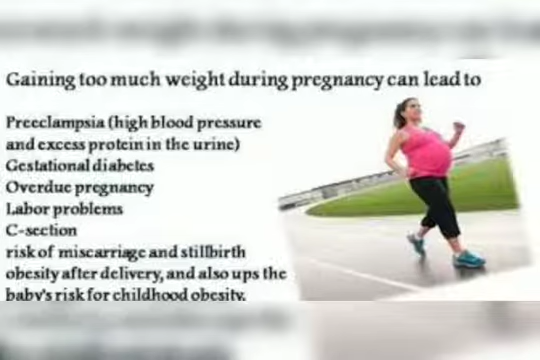 Gaining too much weight during pregnancy can lead to
Preeclampsia (high blood pressure
and excess protein in the urine)
Gestational diabetes
Overdue pregnancy
Labor problems
C-section
risk of miscarriage and stillbirth
obesity after delivery, and also ups the
baby's risk for childhood obesity.